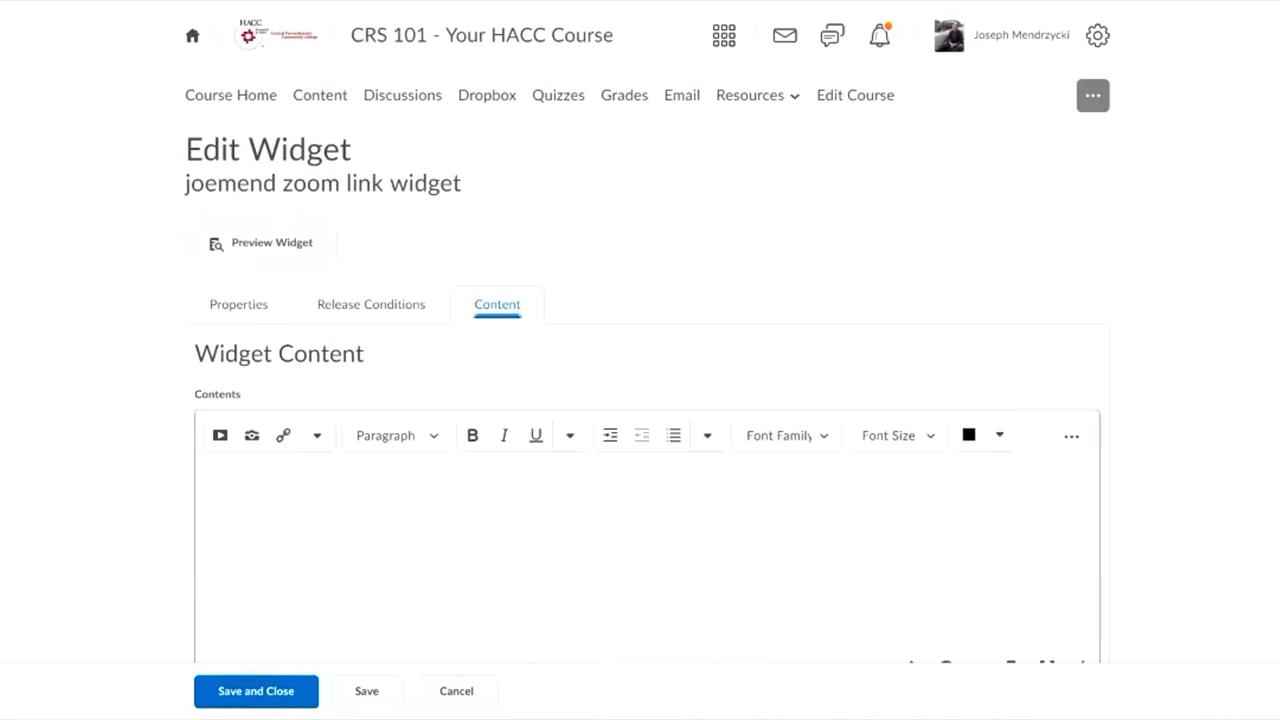 HACC
CRS 101 - Your HACC Course
Joseph Mendrzycki
Course Home Content Discussions Dropbox Quizzes Grades Email Resources Edit Course
Edit Widget
joemend zoom link widget
Preview Widget
Properties Release Conditions Content
Widget Content
Contents
Paragraph B I U Font Family Font Size
Save and Close Save Cancel